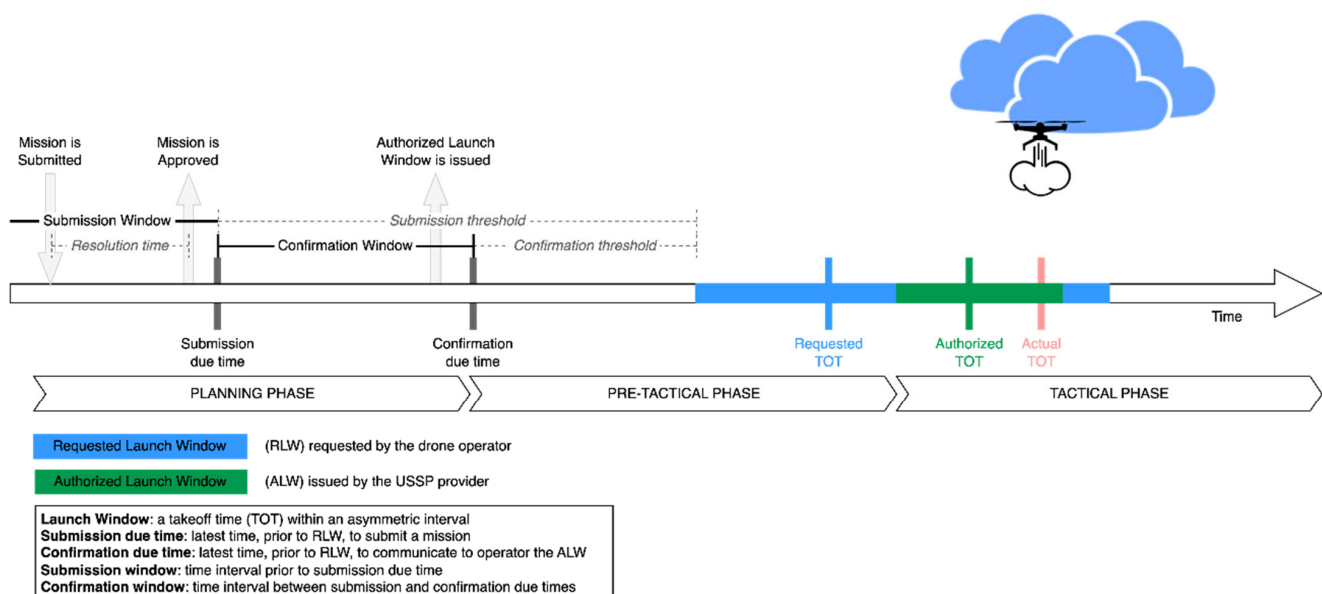 Mission is
Submitted
Mission is
Approved
Authorized Launch
Window is issued
Submission Window
Submission threshold
Resolution time
Confirmation Window
Confirmation threshold
Time
Submission
due time
Confirmation
due time
Requested
TOT
Authorized
TOT
Actual
TOT
PLANNING PHASE
PRE-TACTICAL PHASE
TACTICAL PHASE
Requested Launch Window
(RLW) requested by the drone operator
Authorized Launch Window
(ALW) issued by the USSP provider
Launch Window: a takeoff time (TOT) within an asymmetric interval
Submission due time: latest time, prior to RLW, to submit a mission
Confirmation due time: latest time, prior to RLW, to communicate to operator the ALW
Submission window: time interval prior to submission due time
Confirmation window: time interval between submission and confirmation due times